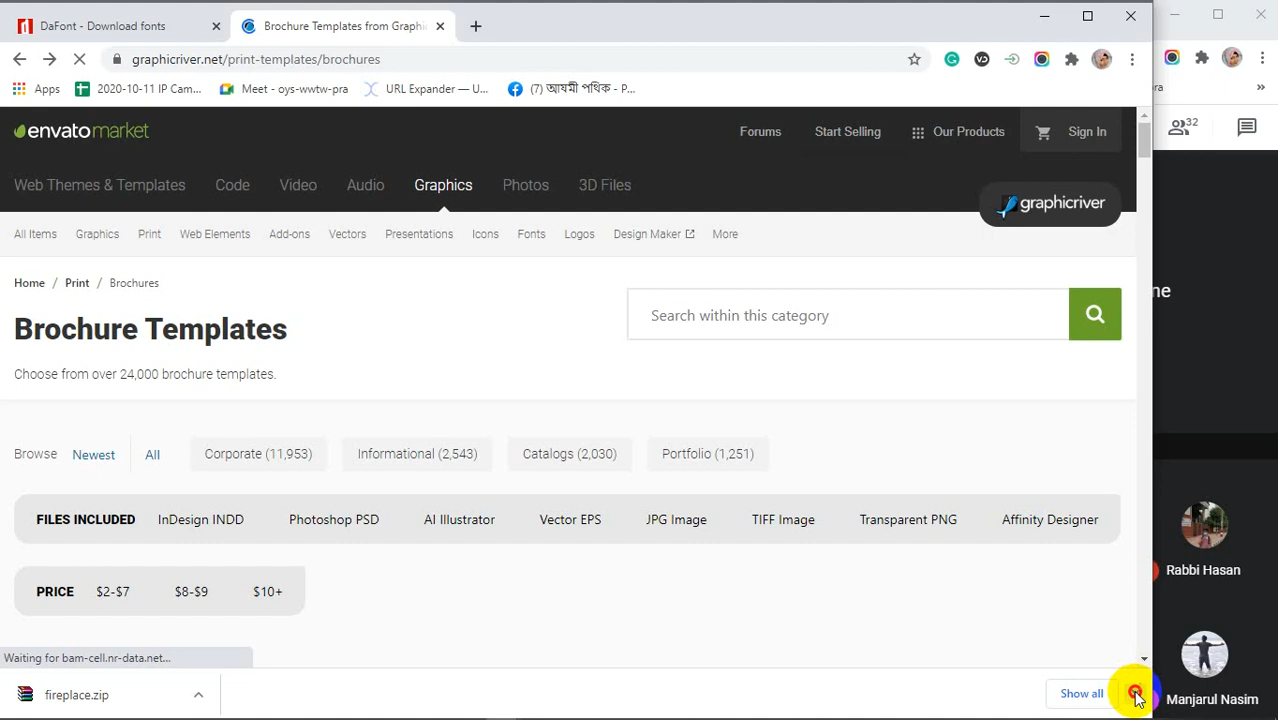 DaFont - Download fonts
Brochure Templates from Graphi
graphicriver.net/print-templates/brochures
Apps
2020-10-11 IP Cam...
Meet - oys-wwtw-pra
URL Expander — U...
(7) আযমী পথিক - P...
ra
envatomarket
Forums
Start Selling
Our Products
Sign In
32
Web Themes & Templates
Code
Video
Audio
Graphics
Photos
3D Files
graphicriver
All Items
Graphics
Print
Web Elements
Add-ons
Vectors
Presentations
Icons
Fonts
Logos
Design Maker
More
Home / Print / Brochures
ne
Brochure Templates
Search within this category
Choose from over 24,000 brochure templates.
Browse
Newest
All
Corporate (11,953)
Informational (2,543)
Catalogs (2,030)
Portfolio (1,251)
FILES INCLUDED
InDesign INDD
Photoshop PSD
AI Illustrator
Vector EPS
JPG Image
TIFF Image
Transparent PNG
Affinity Designer
Rabbi Hasan
PRICE
$2-$7
$8-$9
$10+
Waiting for bam-cell.nr-data.net...
fireplace.zip
Show all
Manjarul Nasim